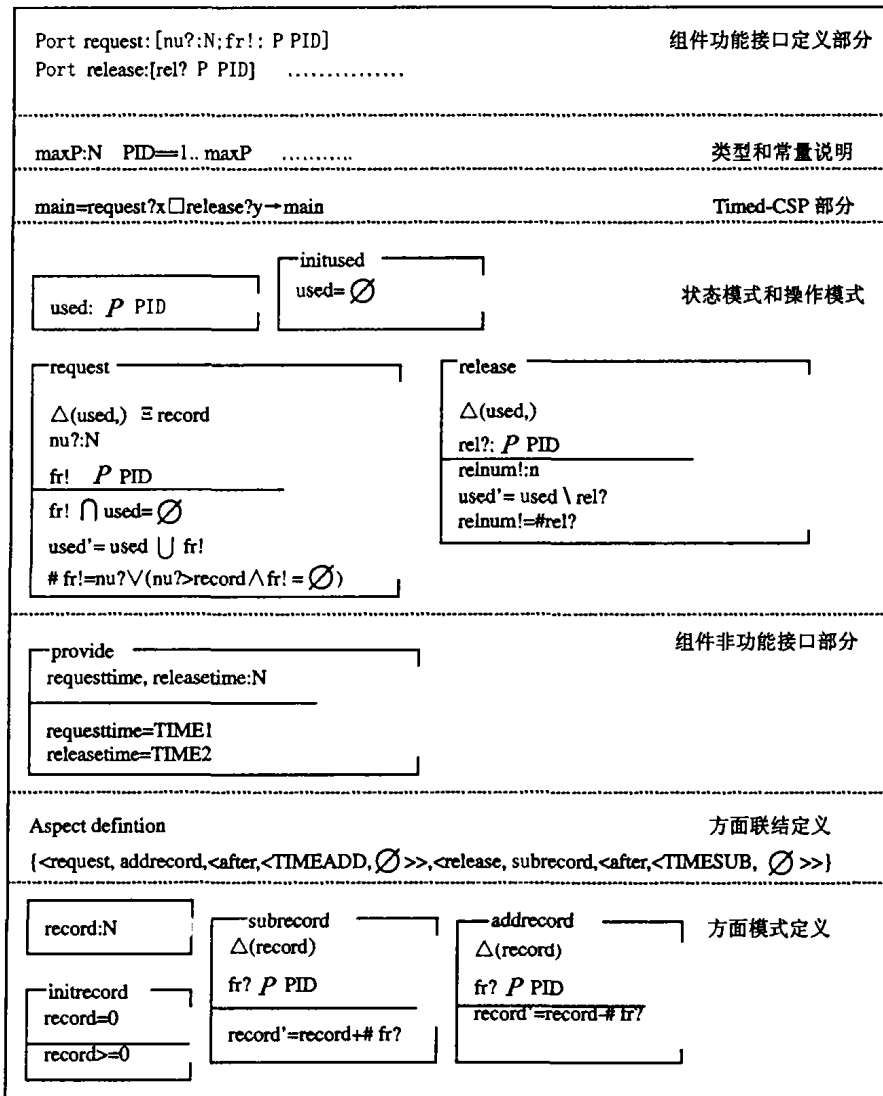 Port request:[nu?:N;fr!: P PID] 组件功能接口定义部分
Port release:[rel? P PID] ...............
maxP:N PID==1.. maxP ........... 类型和常量说明
main=request?x□release?y→main Timed-CSP 部分
used: P PID
initused
used=∅
状态模式和操作模式
request
△(used,) Ξ record
nu?:N
fr! P PID
fr! ⋂ used=∅
used'= used ⋃ fr!
# fr!=nu?∨(nu?>record∧fr! = ∅)
release
△(used,)
rel?: P PID
relnum!:n
used'= used \ rel?
relnum!=#rel?
组件非功能接口部分
provide
requesttime, releasetime:N
requesttime=TIME1
releasetime=TIME2
Aspect defintion 方面联结定义
{<request, addrecord,<after,<TIMEADD,∅>>,<release, subrecord,<after,<TIMESUB, ∅>>}
record:N
initrecord
record=0
record>=0
subrecord
△(record)
fr? P PID
record'=record+# fr?
addrecord
△(record)
fr? P PID
record'=record-# fr?
方面模式定义